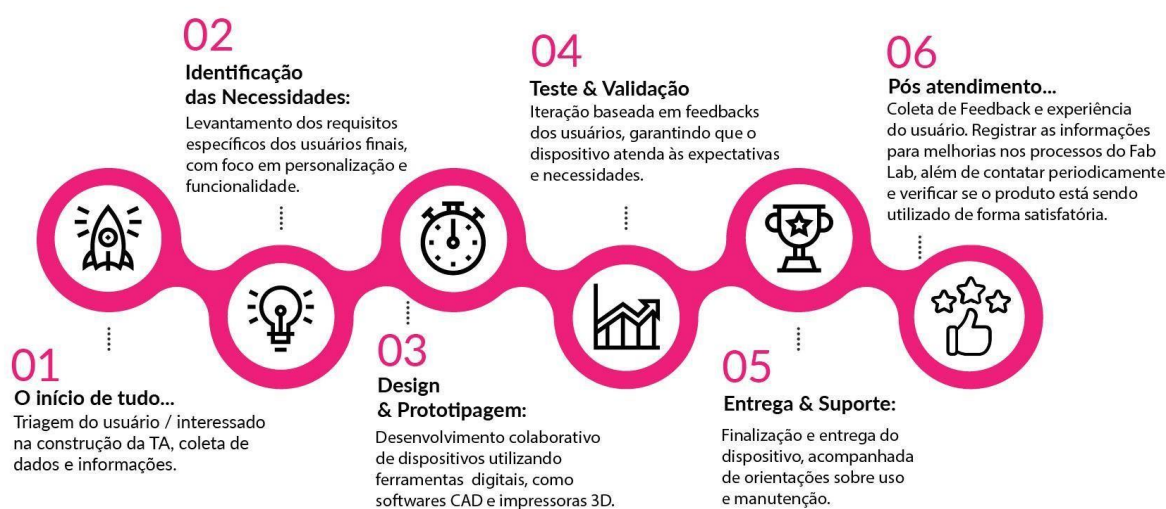 01
O início de tudo...
Triagem do usuário / interessado
na construção da TA, coleta de
dados e informações.
02
Identificação
das Necessidades:
Levantamento dos requisitos
específicos dos usuários finais,
com foco em personalização e
funcionalidade.
03
Design
& Prototipagem:
Desenvolvimento colaborativo
de dispositivos utilizando
ferramentas digitais, como
softwares CAD e impressoras 3D.
04
Teste & Validação
Iteração baseada em feedbacks
dos usuários, garantindo que o
dispositivo atenda às expectativas
e necessidades.
05
Entrega & Suporte:
Finalização e entrega do
dispositivo, acompanhada
de orientações sobre uso
e manutenção.
06
Pós atendimento...
Coleta de Feedback e experiência
do usuário. Registrar as informações
para melhorias nos processos do Fab
Lab, além de contatar periodicamente
e verificar se o produto está sendo
utilizado de forma satisfatória.